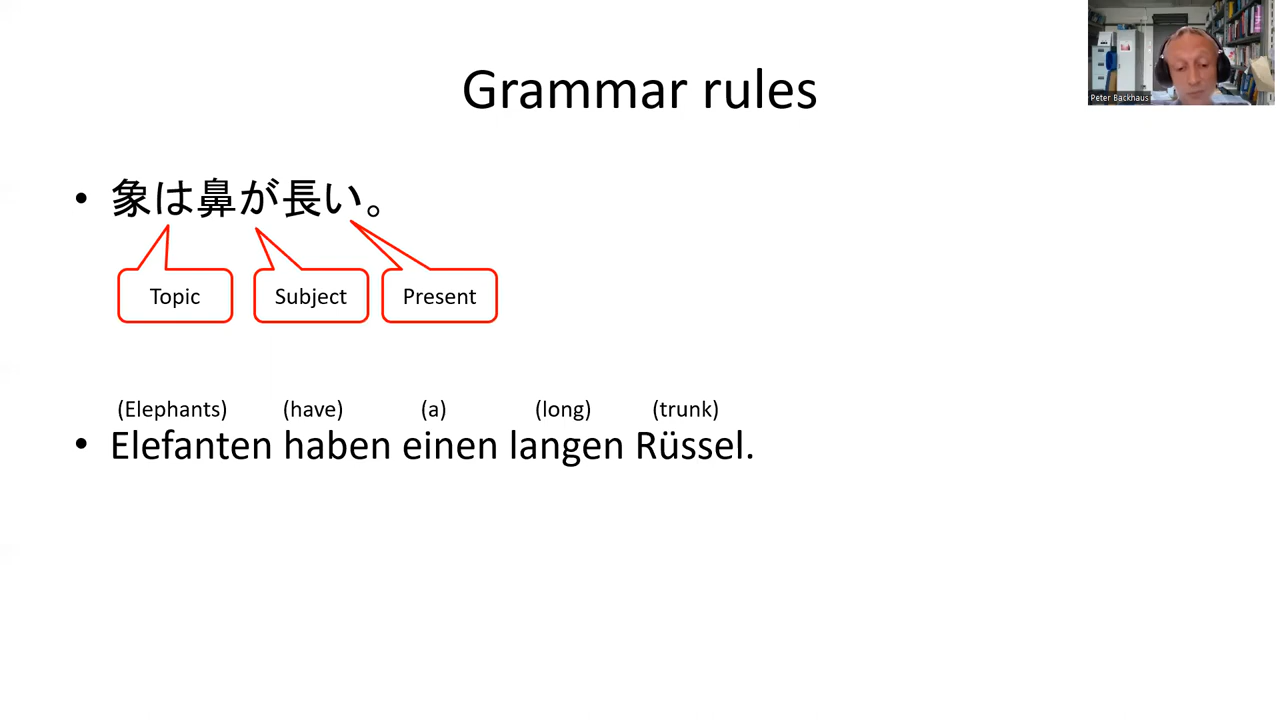 Grammar rules
Peter Backhaus
• 象は鼻が長い。
Topic Subject Present
(Elephants) (have) (a) (long) (trunk)
• Elefanten haben einen langen Rüssel.